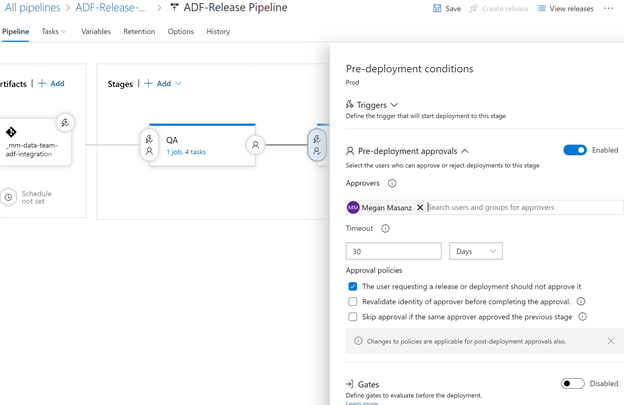 All pipelines > ADF-Release-... > ADF-Release Pipeline
Save Create release View releases ...
Pipeline Tasks Variables Retention Options History
rtifacts | + Add
Stages | + Add
_mm-data-team-
adf-integration
Schedule
not set
QA
1 job, 4 tasks
Pre-deployment conditions
Prod
Triggers
Define the trigger that will start deployment to this stage
Pre-deployment approvals
Enabled
Select the users who can approve or reject deployments to this stage
Approvers
MM Megan Masanz Search users and groups for approvers
Timeout
30 Days
Approval policies
The user requesting a release or deployment should not approve it
Revalidate identity of approver before completing the approval.
Skip approval if the same approver approved the previous stage
Changes to policies are applicable for post-deployment approvals also.
Gates
Disabled
Define gates to evaluate before the deployment.
Learn more